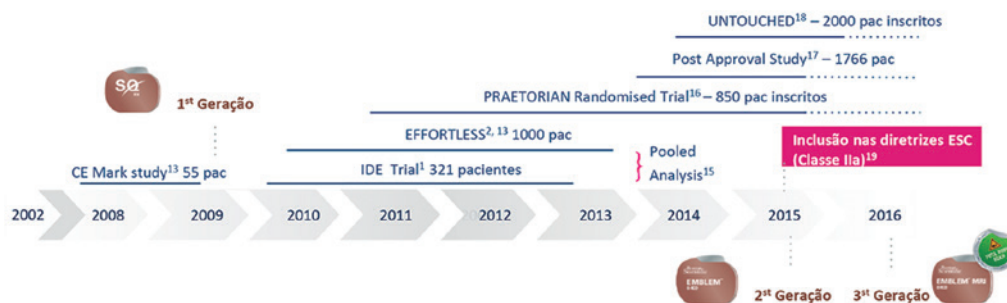 UNTOUCHED18 – 2000 pac inscritos
Post Approval Study17 – 1766 pac
SQ
1st Geração
PRAETORIAN Randomised Trial16 – 850 pac inscritos
EFFORTLESS2, 13 1000 pac
Inclusão nas diretrizes ESC
(Classe IIa)19
CE Mark study13 55 pac
IDE Trial1 321 pacientes
Pooled
Analysis15
2002 2008 2009 2010 2011 2012 2013 2014 2015 2016
EMBLEM
2st Geração
3st Geração
EMBLEM MRI